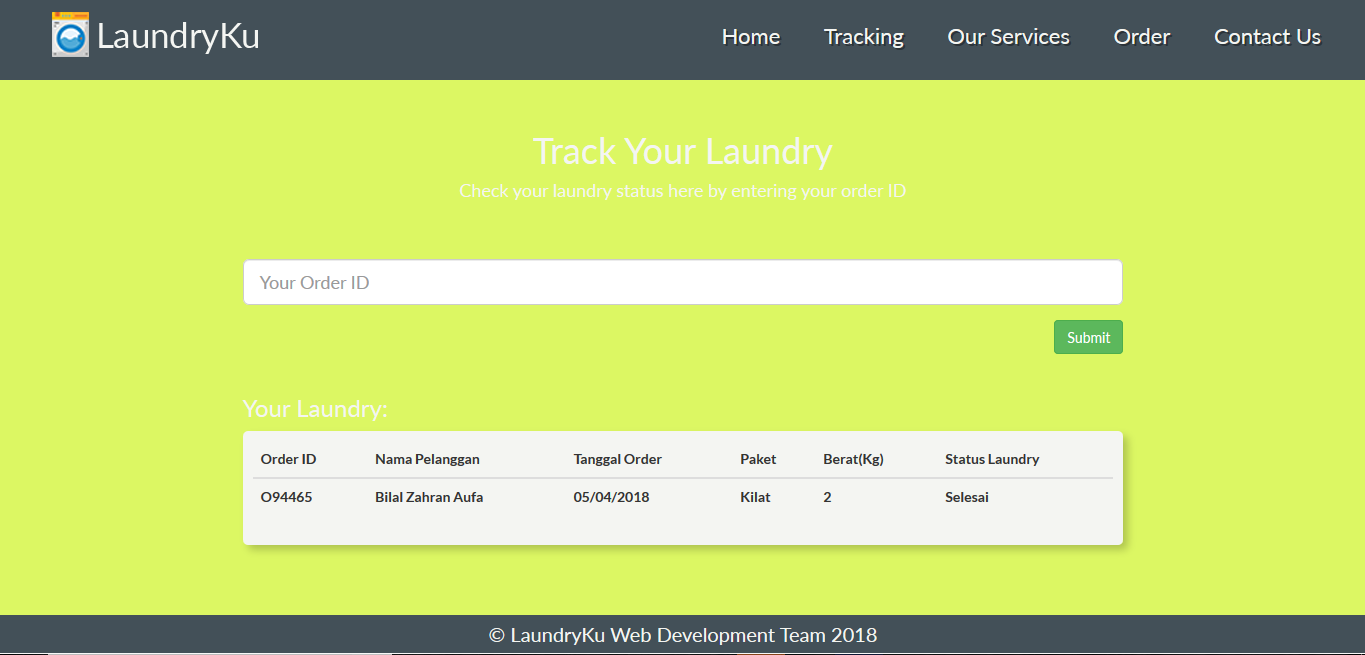 LaundryKu Home Tracking Our Services Order Contact Us
Track Your Laundry
Check your laundry status here by entering your order ID
Your Order ID
Submit
Your Laundry:
Order ID Nama Pelanggan Tanggal Order Paket Berat(Kg) Status Laundry
O94465 Bilal Zahran Aufa 05/04/2018 Kilat 2 Selesai
© LaundryKu Web Development Team 2018